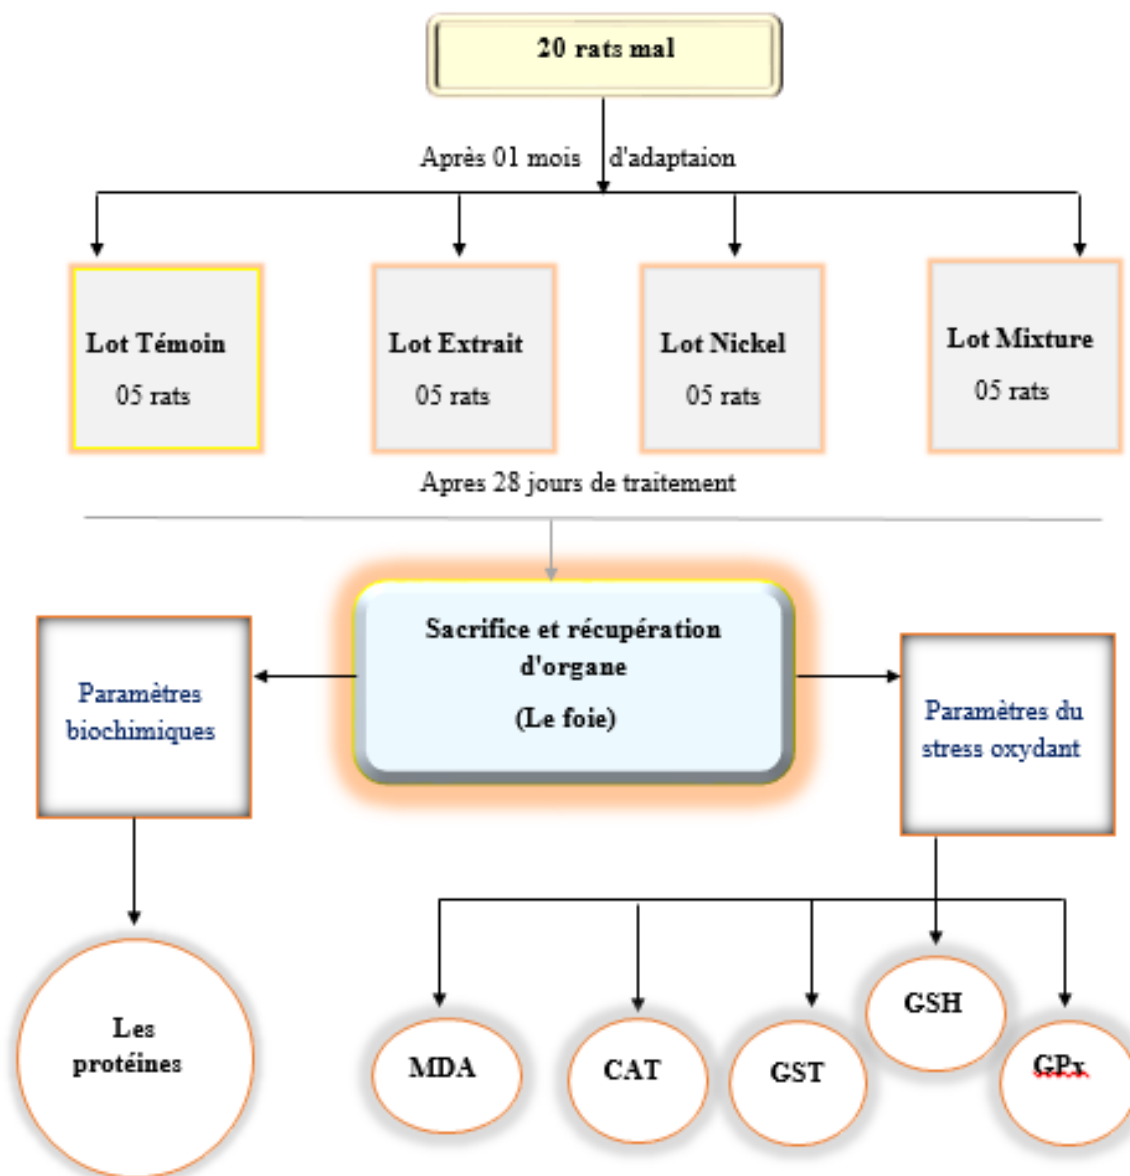 20 rats mal
Après 01 mois d'adaptaion
Lot Témoin
05 rats
Lot Extrait
05 rats
Lot Nickel
05 rats
Lot Mixture
05 rats
Apres 28 jours de traitement
Sacrifice et récupération
d'organe
(Le foie)
Paramètres
biochimiques
Paramètres du
stress oxydant
Les
protéines
MDA
CAT
GST
GSH
GPx